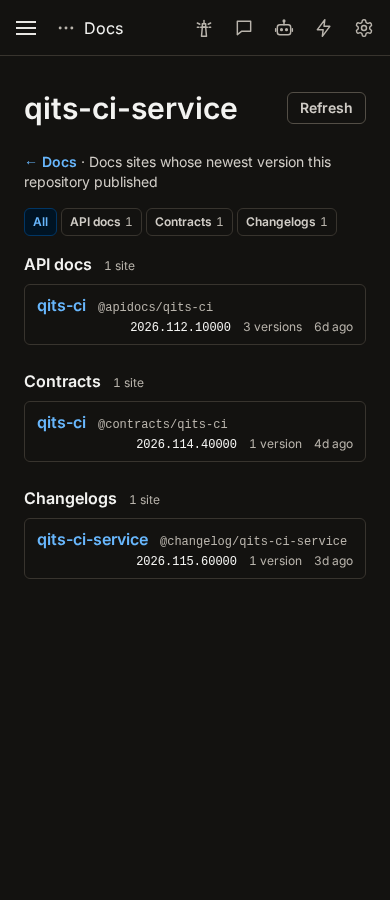 Docs
qits-ci-service
Refresh
← Docs · Docs sites whose newest version this
repository published
All
API docs 1
Contracts 1
Changelogs 1
API docs 1 site
qits-ci @apidocs/qits-ci
2026.112.10000 3 versions 6d ago
Contracts 1 site
qits-ci @contracts/qits-ci
2026.114.40000 1 version 4d ago
Changelogs 1 site
qits-ci-service @changelog/qits-ci-service
2026.115.60000 1 version 3d ago